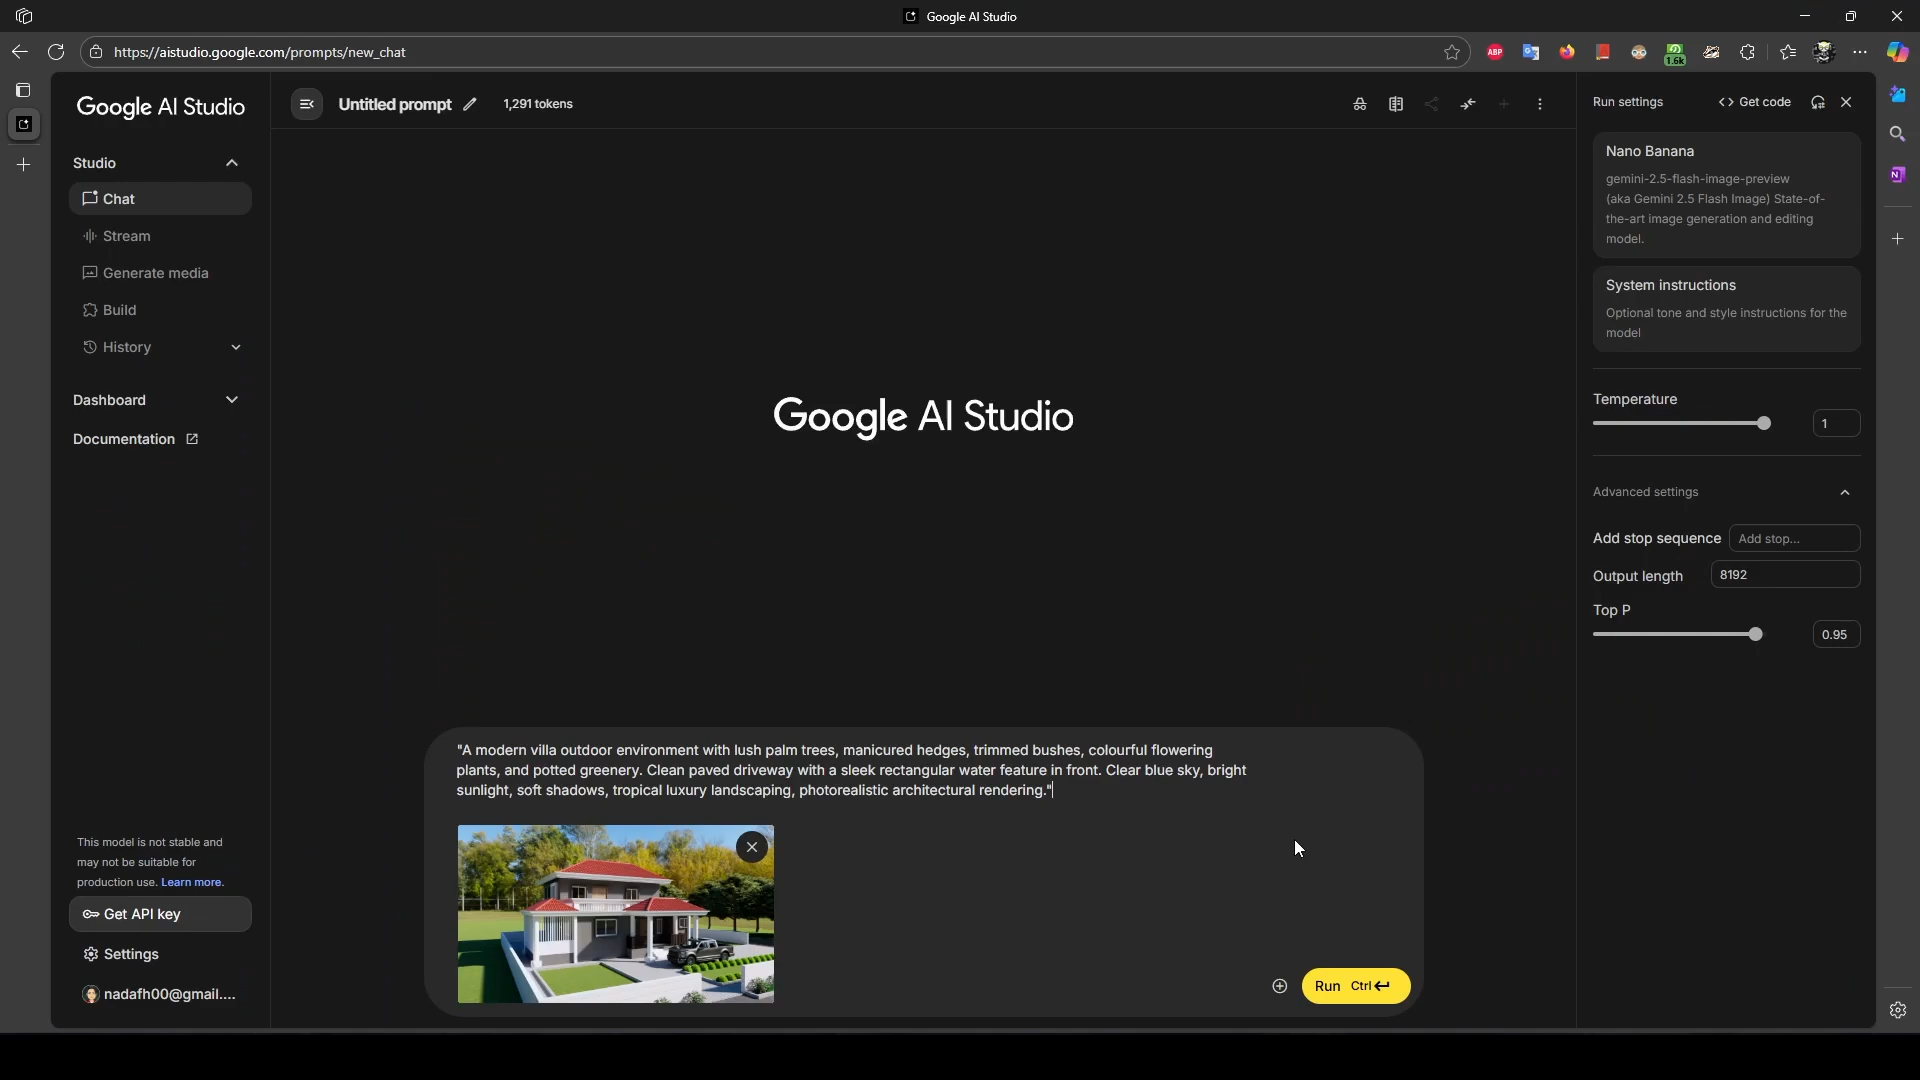 Google AI Studio
https://aistudio.google.com/prompts/new_chat
ABP
1.6k
Google AI Studio
Untitled prompt
1,291 tokens
Studio
Chat
Stream
Generate media
Build
History
Dashboard
Documentation
This model is not stable and
may not be suitable for
production use. Learn more.
Get API key
Settings
nadafh00@gmail....
Google AI Studio
"A modern villa outdoor environment with lush palm trees, manicured hedges, trimmed bushes, colourful flowering
plants, and potted greenery. Clean paved driveway with a sleek rectangular water feature in front. Clear blue sky, bright
sunlight, soft shadows, tropical luxury landscaping, photorealistic architectural rendering."
Run Ctrl
Run settings
<> Get code
Nano Banana
gemini-2.5-flash-image-preview
(aka Gemini 2.5 Flash Image) State-of-
the-art image generation and editing
model.
System instructions
Optional tone and style instructions for the
model
Temperature
1
Advanced settings
Add stop sequence
Add stop...
Output length
8192
Top P
0.95
N